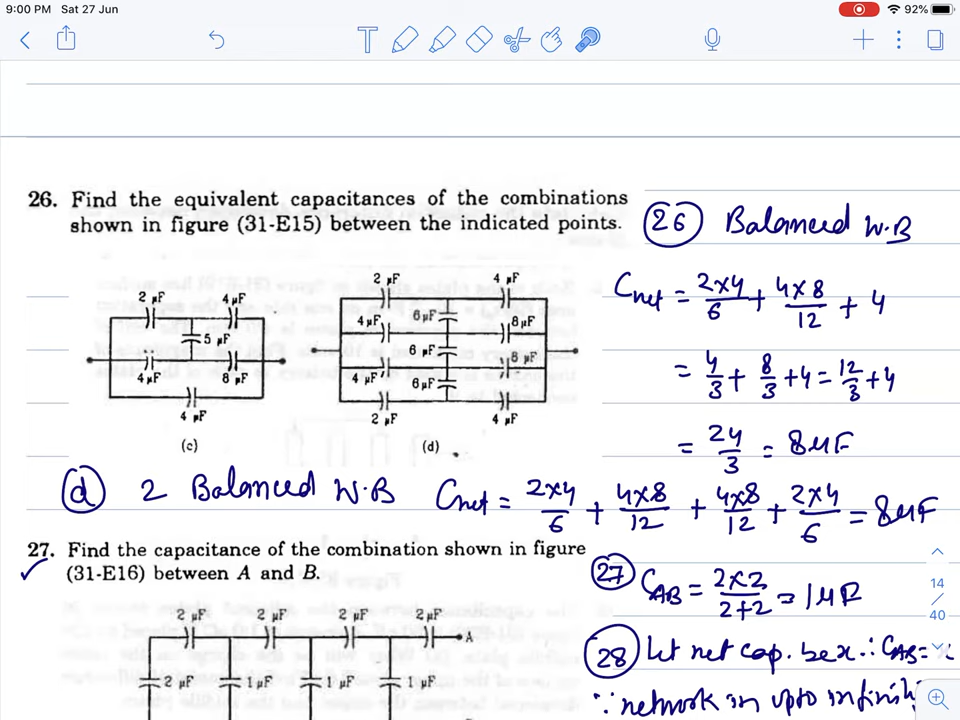 9:00 PM Sat 27 Jun
92%
26. Find the equivalent capacitances of the combinations
shown in figure (31-E15) between the indicated points.
2 μF
4 μF
5 μF
4 μF
8 μF
4 μF
(c)
2 μF
4 μF
6 μF
4 μF
8 μF
6 μF
8 μF
4 μF
6 μF
2 μF
4 μF
(d)
26 Balanced W.B
Cnet = 2×4/6 + 4×8/12 + 4
= 4/3 + 8/3 + 4 = 12/3 + 4
= 24/3 = 8μF
d 2 Balanced W.B Cnet = 2×4/6 + 4×8/12 + 4×8/12 + 2×4/6 = 8μF
27. Find the capacitance of the combination shown in figure
(31-E16) between A and B.
2 μF 2 μF 2 μF 2 μF
A
2 μF 1 μF 1 μF 1 μF
27 CAB = 2×2/2+2 = 1μF
28 Let net cap. be x ∴ CAB = x
∵ network is upto
14
/
40